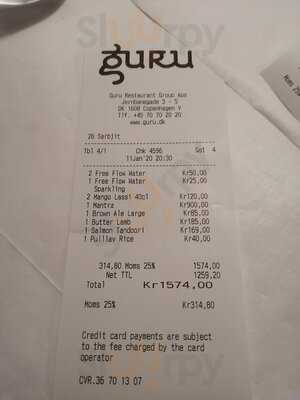 guru
Guru Restaurant Group Aps
Jernbanegade 3 - 5
DK 1608 Copenhagen V
Tlf. +45 70 70 20 20
www.guru.dk
26 Sarbjit
Tbl 4/1 Chk 4596 Gst 4
11Jan'20 20:30
2 Free Flow Water Kr50,00
1 Free Flow Water Kr25,00
Sparkling
2 Mango Lassi 40cl Kr120,00
1 Mantra Kr900,00
1 Brown Ale Large Kr85,00
1 Butter Lamb Kr185,00
1 Salmon Tandoori Kr169,00
1 Pulllav Rice Kr40,00
314,80 Moms 25% 1574,00
Net TTL 1259,20
Total Kr1574,00
Moms 25% Kr314,80
Credit card payments are subject
to the fee charged by the card
operator
CVR.36 70 13 07